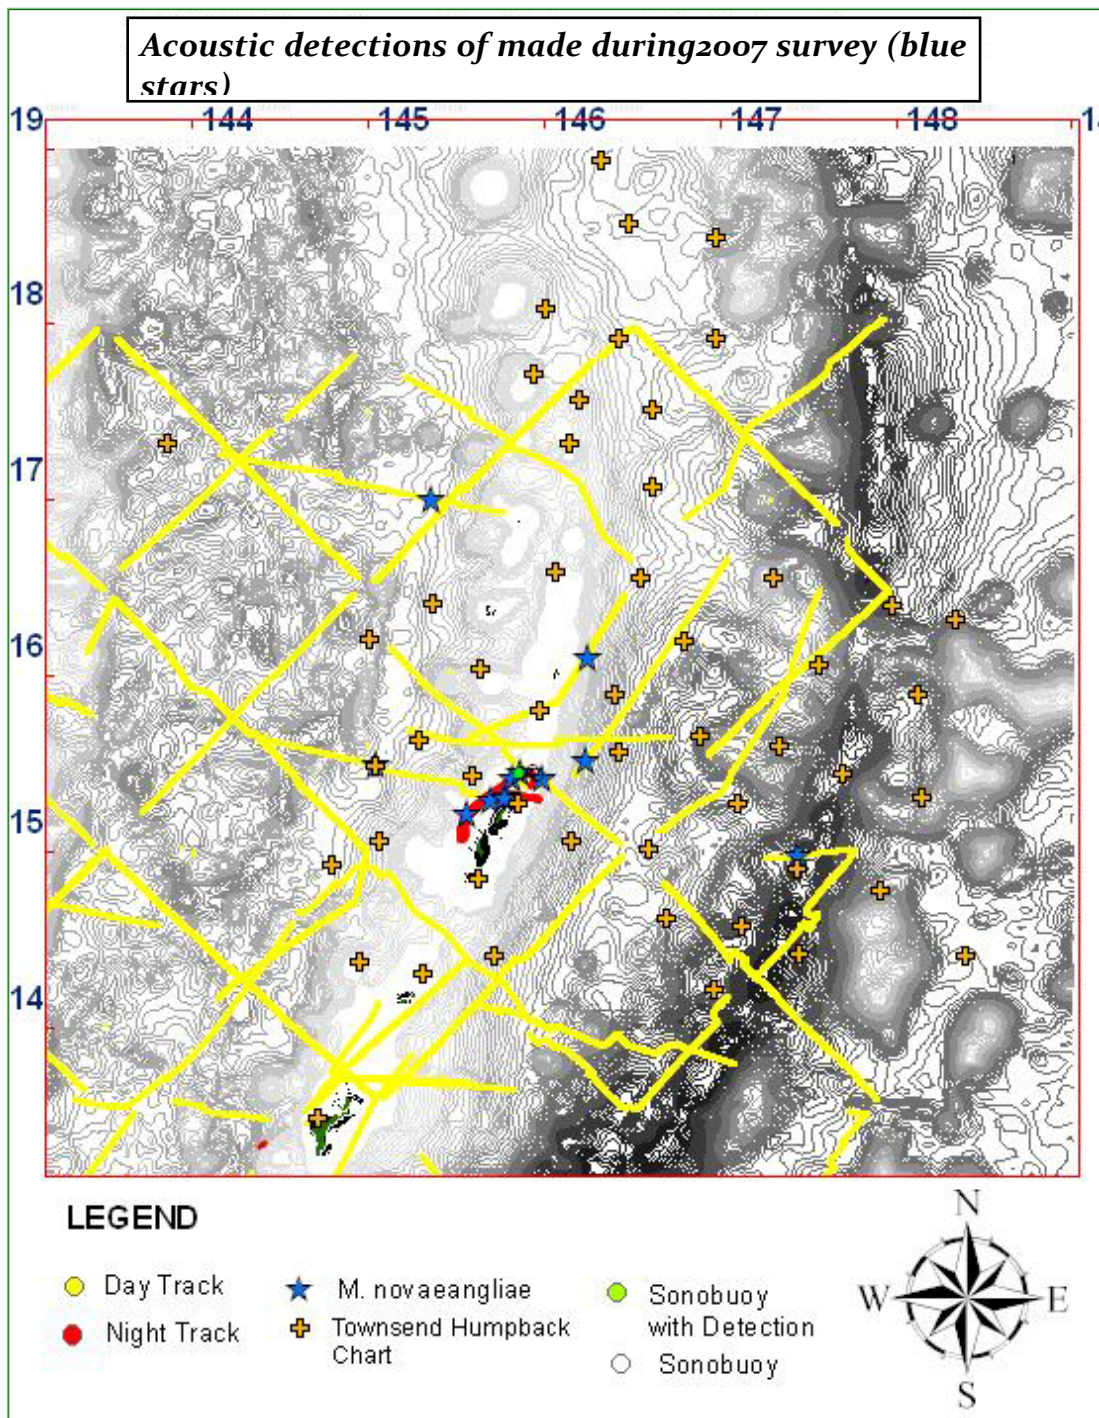 Acoustic detections of made during2007 survey (blue
stars)
19 144 145 146 147 148
18
17
16
15
14
LEGEND
Day Track
Night Track
M. novaeangliae
Townsend Humpback
Chart
Sonobuoy
with Detection
Sonobuoy
N
W E
S